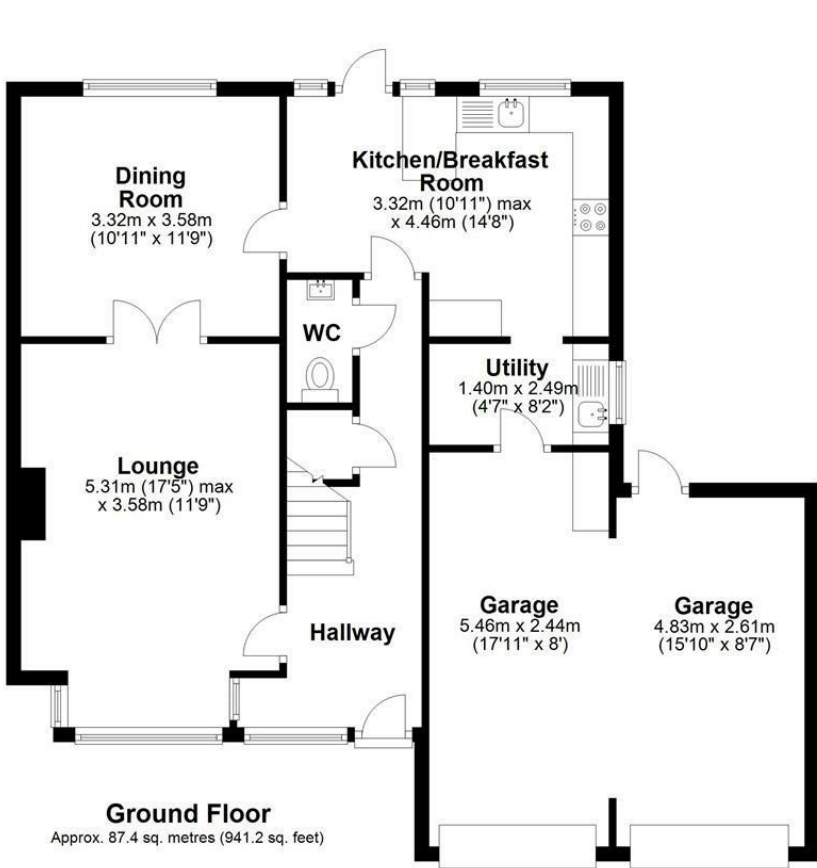 Dining
Room
3.32m x 3.58m
(10'11" x 11'9")
Kitchen/Breakfast
Room
3.32m (10'11") max
x 4.46m (14'8")
WC
Utility
1.40m x 2.49m
(4'7" x 8'2")
Lounge
5.31m (17'5") max
x 3.58m (11'9")
Hallway
Garage
5.46m x 2.44m
(17'11" x 8')
Garage
4.83m x 2.61m
(15'10" x 8'7")
Ground Floor
Approx. 87.4 sq. metres (941.2 sq. feet)